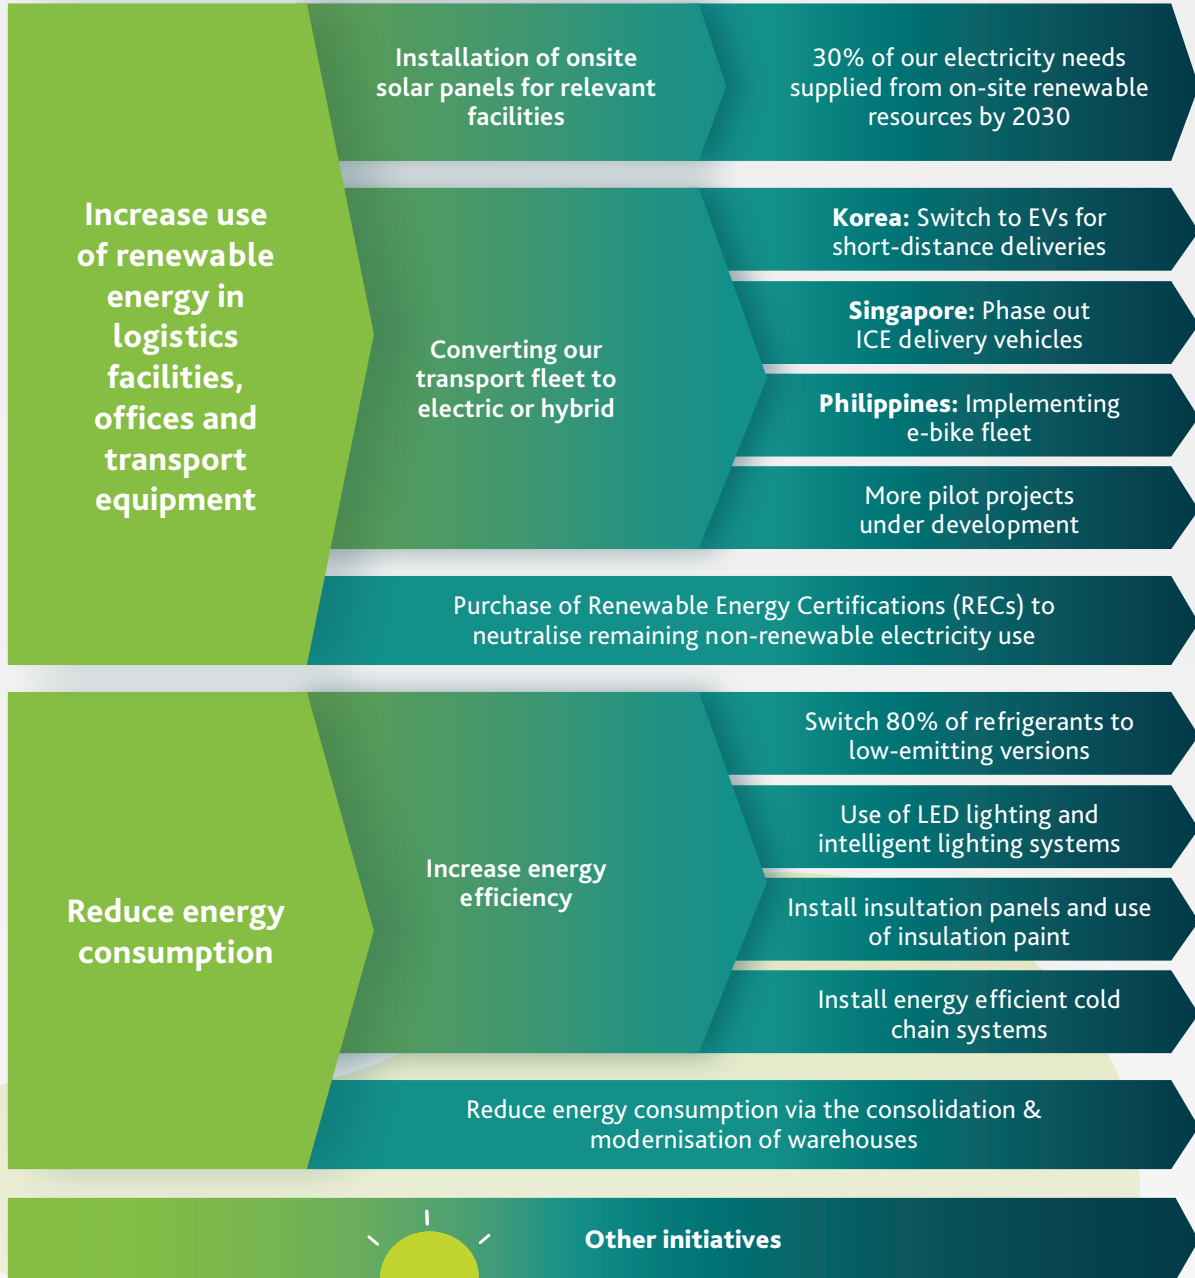 Increase use
of renewable
energy in
logistics
facilities,
offices and
transport
equipment
Installation of onsite
solar panels for relevant
facilities
30% of our electricity needs
supplied from on-site renewable
resources by 2030
Converting our
transport fleet to
electric or hybrid
Korea: Switch to EVs for
short-distance deliveries
Singapore: Phase out
ICE delivery vehicles
Philippines: Implementing
e-bike fleet
More pilot projects
under development
Purchase of Renewable Energy Certifications (RECs) to
neutralise remaining non-renewable electricity use
Reduce energy
consumption
Increase energy
efficiency
Switch 80% of refrigerants to
low-emitting versions
Use of LED lighting and
intelligent lighting systems
Install insultation panels and use
of insulation paint
Install energy efficient cold
chain systems
Reduce energy consumption via the consolidation &
modernisation of warehouses
Other initiatives